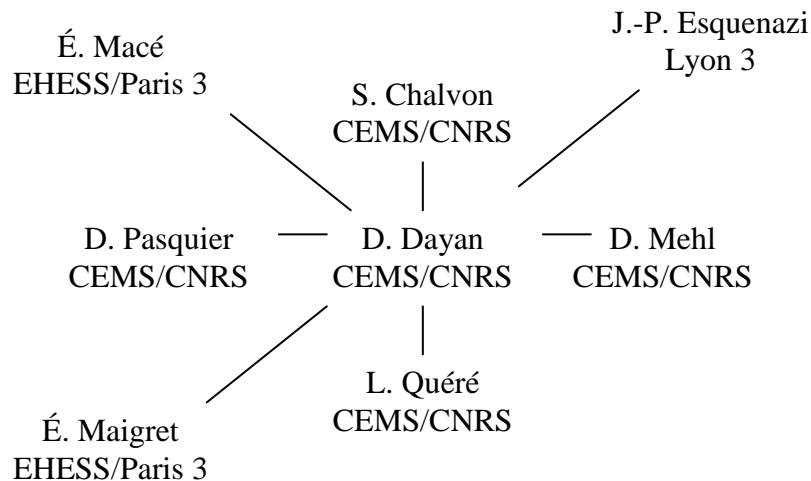 J.-P. Esquenazi
Lyon 3
É. Macé
EHESS/Paris 3
S. Chalvon
CEMS/CNRS
D. Pasquier
CEMS/CNRS
D. Dayan
CEMS/CNRS
D. Mehl
CEMS/CNRS
L. Quéré
CEMS/CNRS
É. Maigret
EHESS/Paris 3